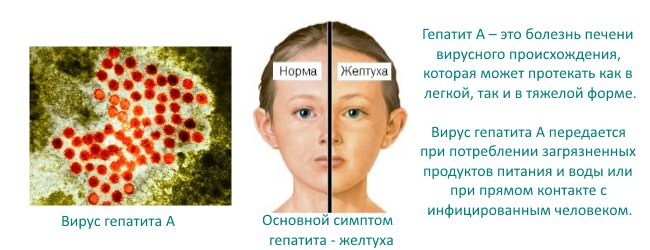 Норма
Желтуха
Вирус гепатита А
Основной симптом
гепатита - желтуха
Гепатит А – это болезнь печени
вирусного происхождения,
которая может протекать как в
легкой, так и в тяжелой форме.
Вирус гепатита А передается
при потреблении загрязненных
продуктов питания и воды или
при прямом контакте с
инфицированным человеком.